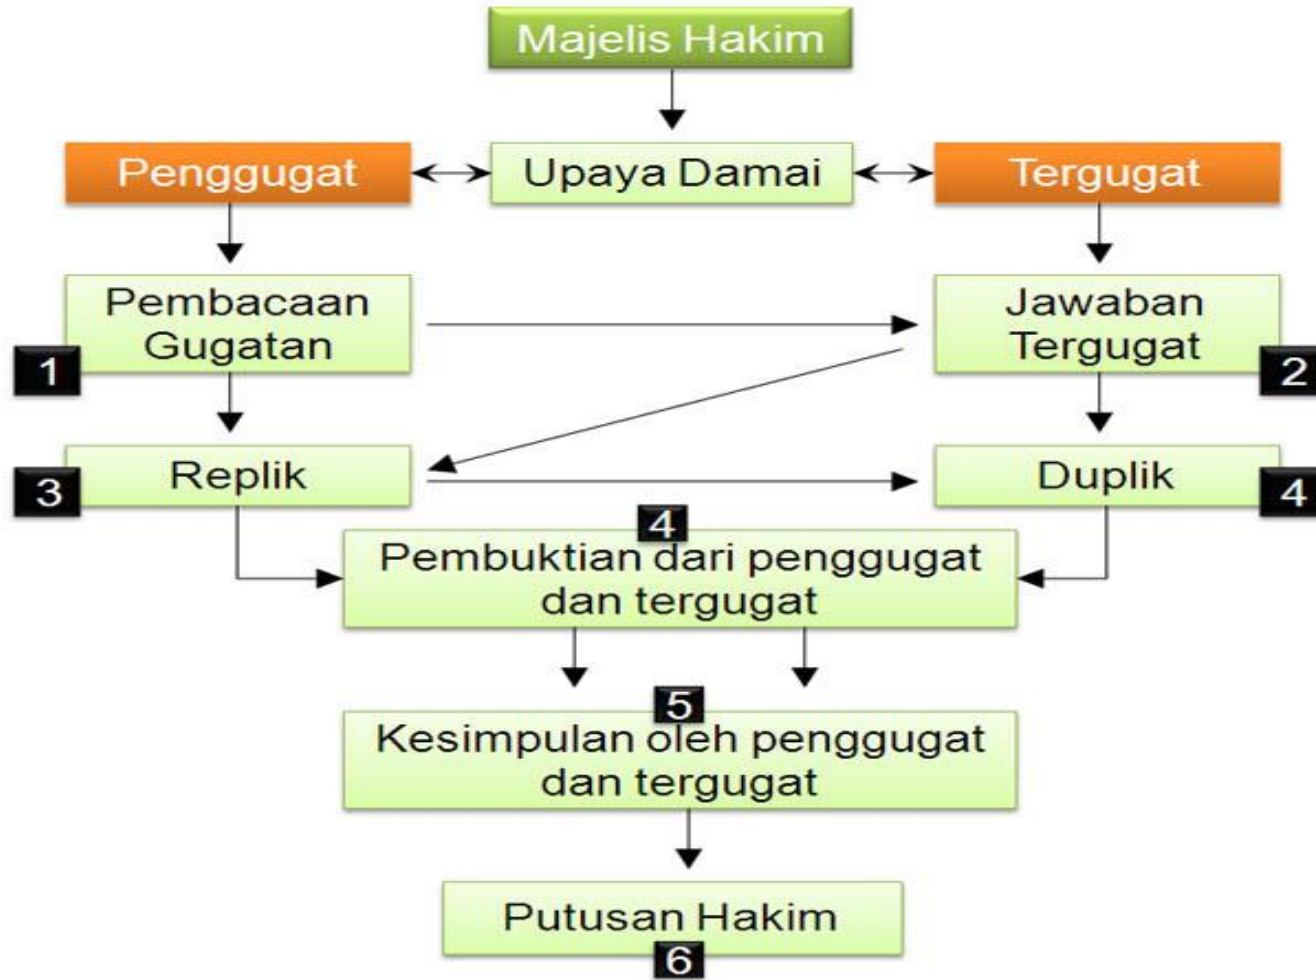 Majelis Hakim
Penggugat
Upaya Damai
Tergugat
Pembacaan
Gugatan
1
Jawaban
Tergugat
2
Replik
3
Duplik
4
4
Pembuktian dari penggugat
dan tergugat
5
Kesimpulan oleh penggugat
dan tergugat
Putusan Hakim
6